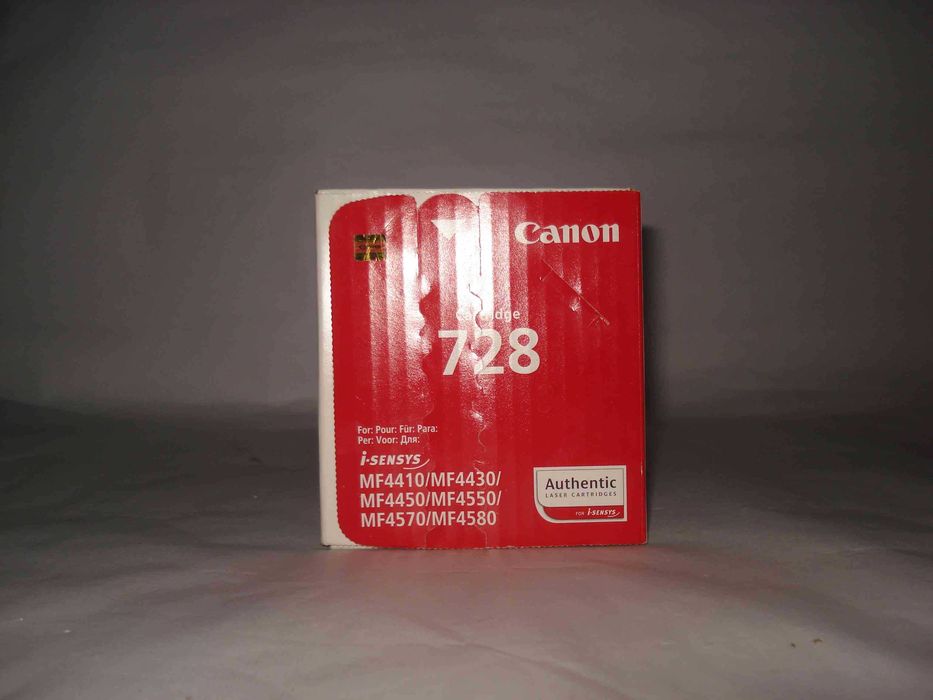 Canon
Cartridge
728
For: Pour: Für: Para:
Per: Voor: Для:
i-SENSYS
MF4410/MF4430/
MF4450/MF4550/
MF4570/MF4580
Authentic
LASER CARTRIDGES
FOR i-SENSYS